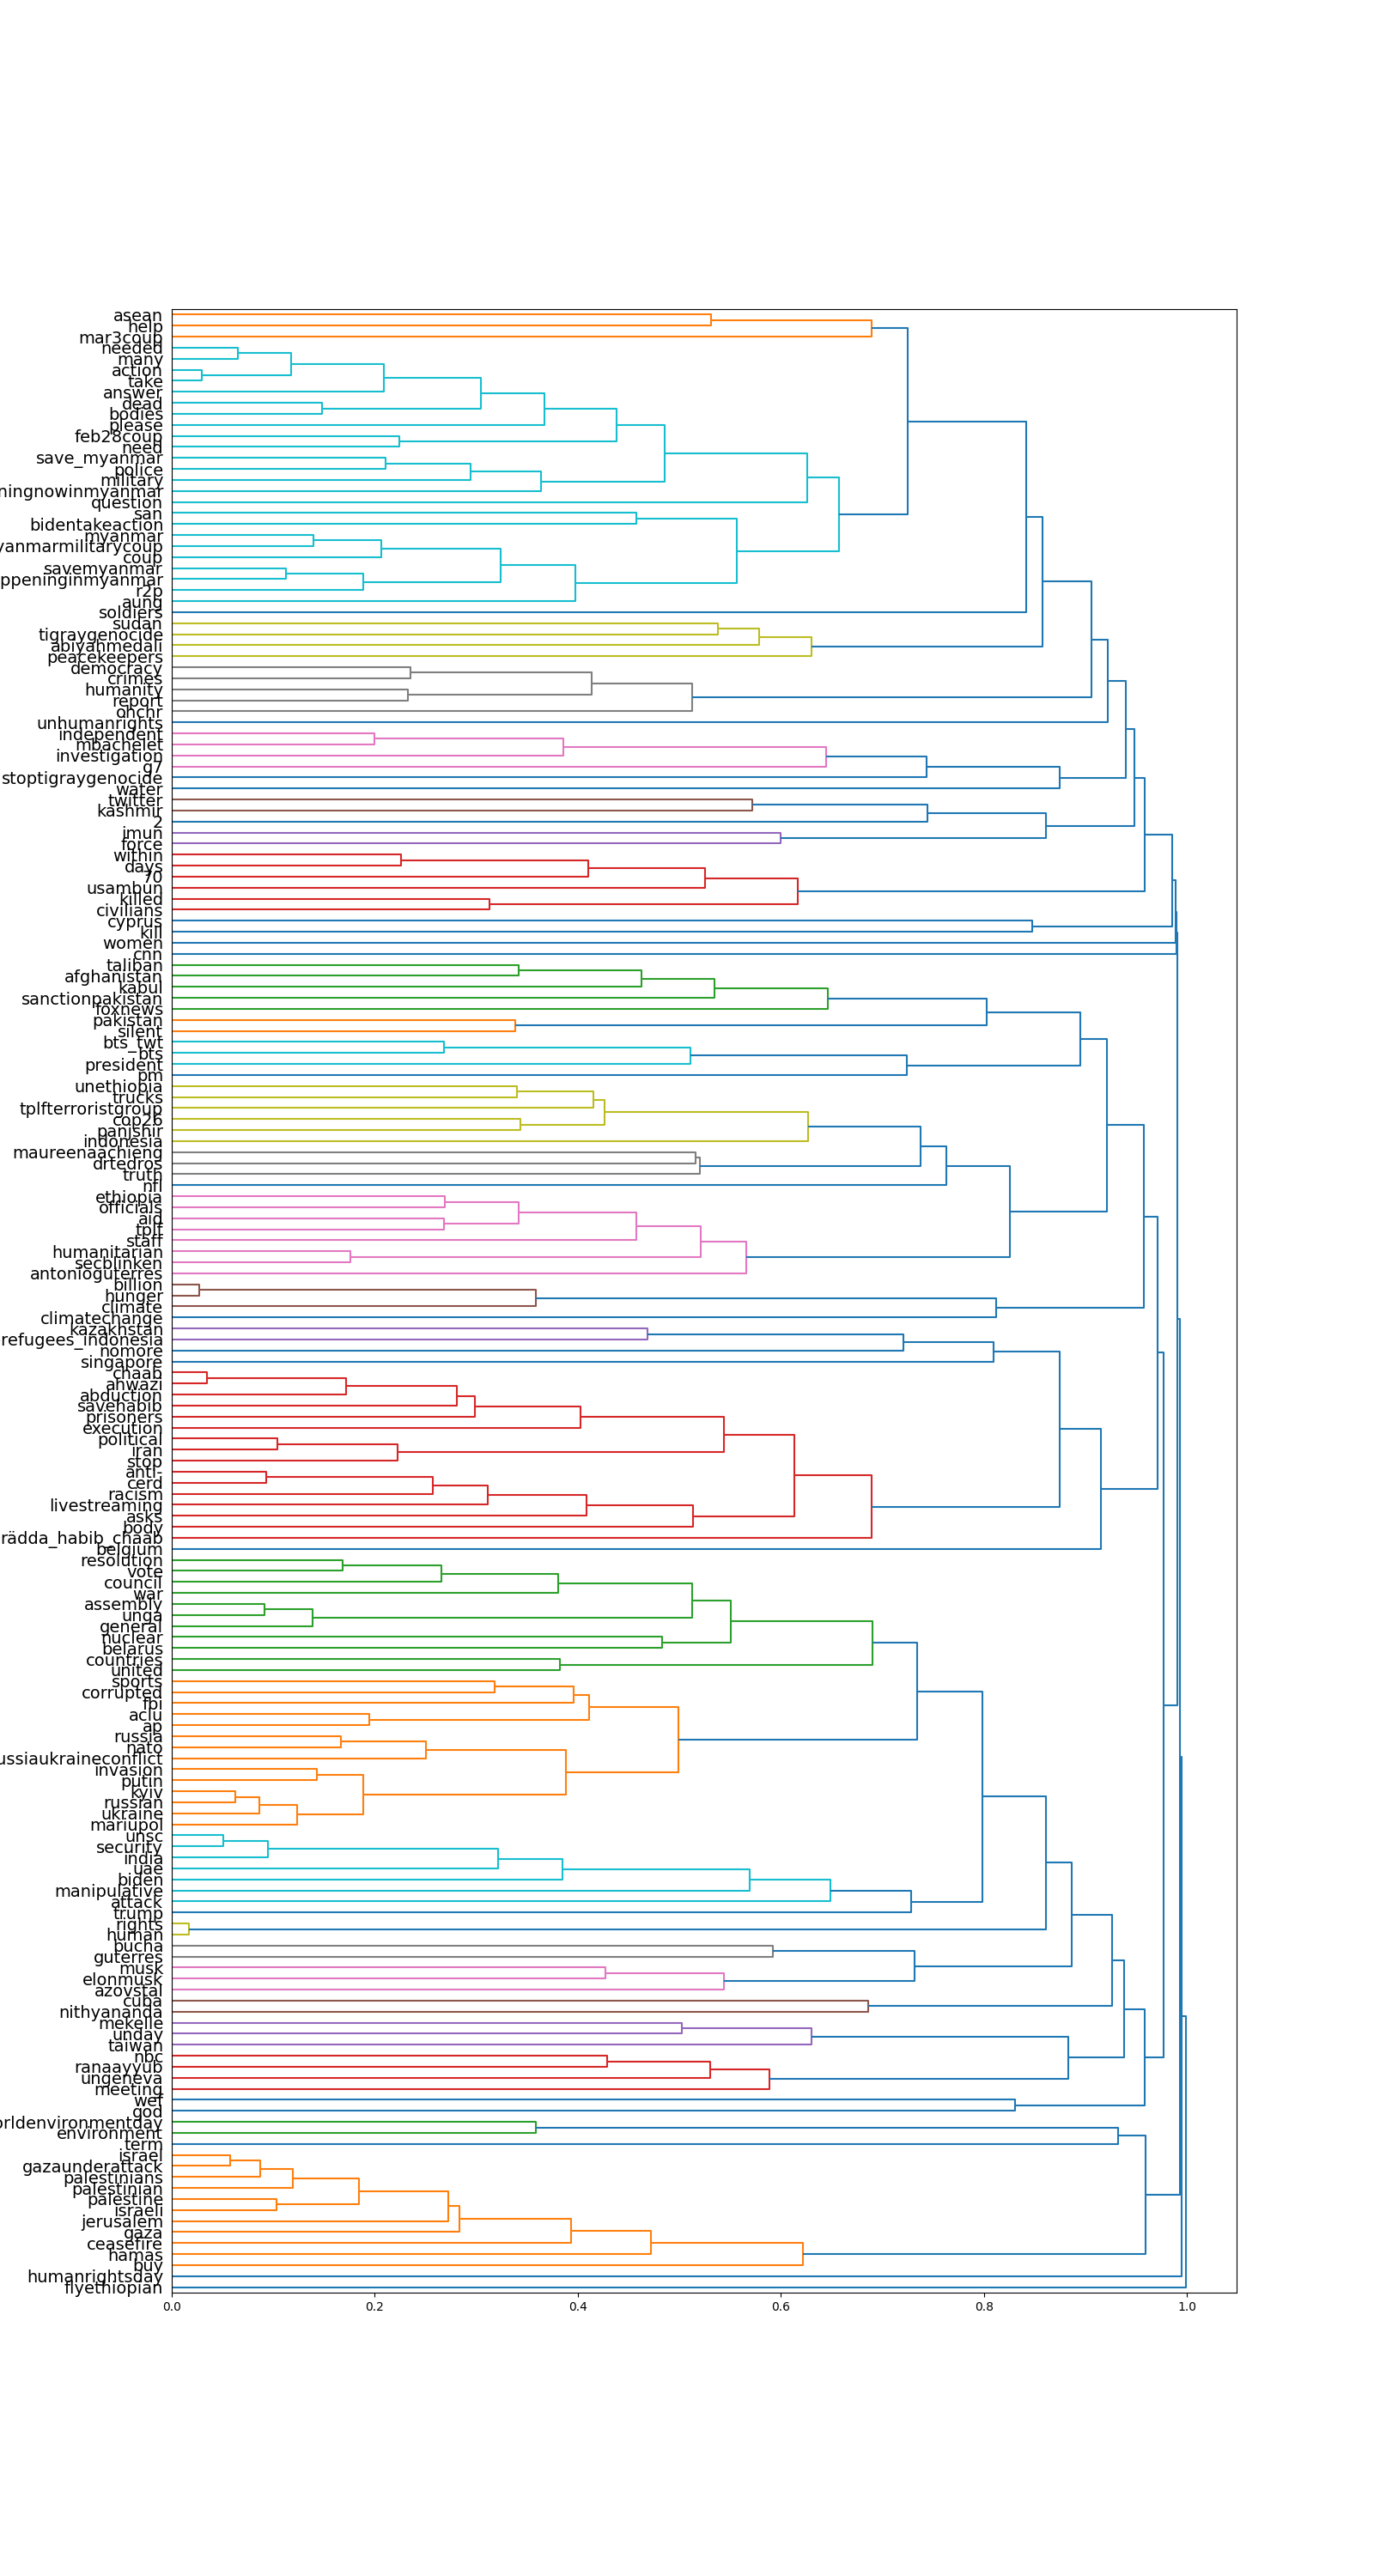 asean
help
mar3coup
needed
many
action
take
answer
dead
bodies
please
feb28coup
need
save_myanmar
police
military
ningnowinmyanmar
question
san
bidentakeaction
myanmar
yanmarmilitarycoup
coup
savemyanmar
ppeninginmyanmar
r2p
aung
soldiers
sudan
tigraygenocide
abiyahmedali
peacekeepers
democracy
crimes
humanity
report
ohchr
unhumanrights
independent
mbachelet
investigation
g7
stoptigraygenocide
water
twitter
kashmir
2
imun
force
within
days
70
usambun
killed
civilians
cyprus
kill
women
cnn
taliban
afghanistan
kabul
sanctionpakistan
foxnews
pakistan
silent
bts_twt
bts
president
pm
unethiopia
trucks
tplfterroristgroup
cop26
panjshir
indonesia
maureenaachieng
drtedros
truth
nfl
ethiopia
officials
aid
tplf
staff
humanitarian
secblinken
antonioguterres
billion
hunger
climate
climatechange
kazakhstan
refugees_indonesia
nomore
singapore
chaab
ahwazi
abduction
savehabib
prisoners
execution
political
iran
stop
anti-
cerd
racism
livestreaming
asks
body
rädda_habib_chaab
belgium
resolution
vote
council
war
assembly
unga
general
nuclear
belarus
countries
united
sports
corrupted
fbi
aclu
ap
russia
nato
ussiaukraineconflict
invasion
putin
kyiv
russian
ukraine
mariupol
unsc
security
india
uae
biden
manipulative
attack
trump
rights
human
bucha
guterres
musk
elonmusk
azovstal
cuba
nithyananda
mekelle
unday
taiwan
nbc
ranaayyub
ungeneva
meeting
wef
god
orldenvironmentday
environment
term
israel
gazaunderattack
palestinians
palestinian
palestine
israeli
jerusalem
gaza
ceasefire
hamas
buy
humanrightsday
flyethiopian
0.0 0.2 0.4 0.6 0.8 1.0